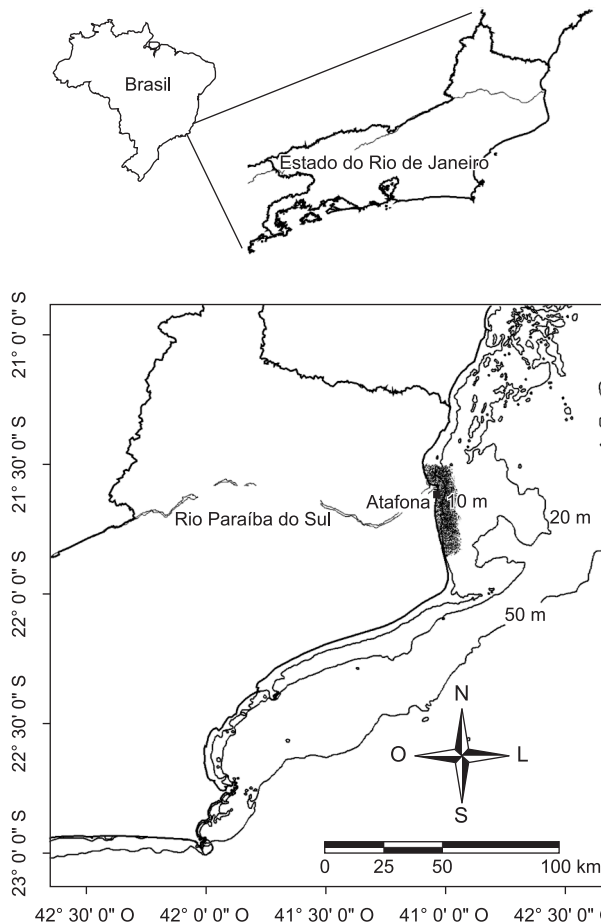 Brasil
Estado do Rio de Janeiro
21° 0' 0" S
21° 30' 0" S
22° 0' 0" S
22° 30' 0" S
23° 0' 0" S
Atafona
10 m
Rio Paraíba do Sul
20 m
50 m
N
O
L
S
0
25
50
100 km
42° 30' 0" O
42° 0' 0" O
41° 30' 0" O
41° 0' 0" O
42° 30' 0" O